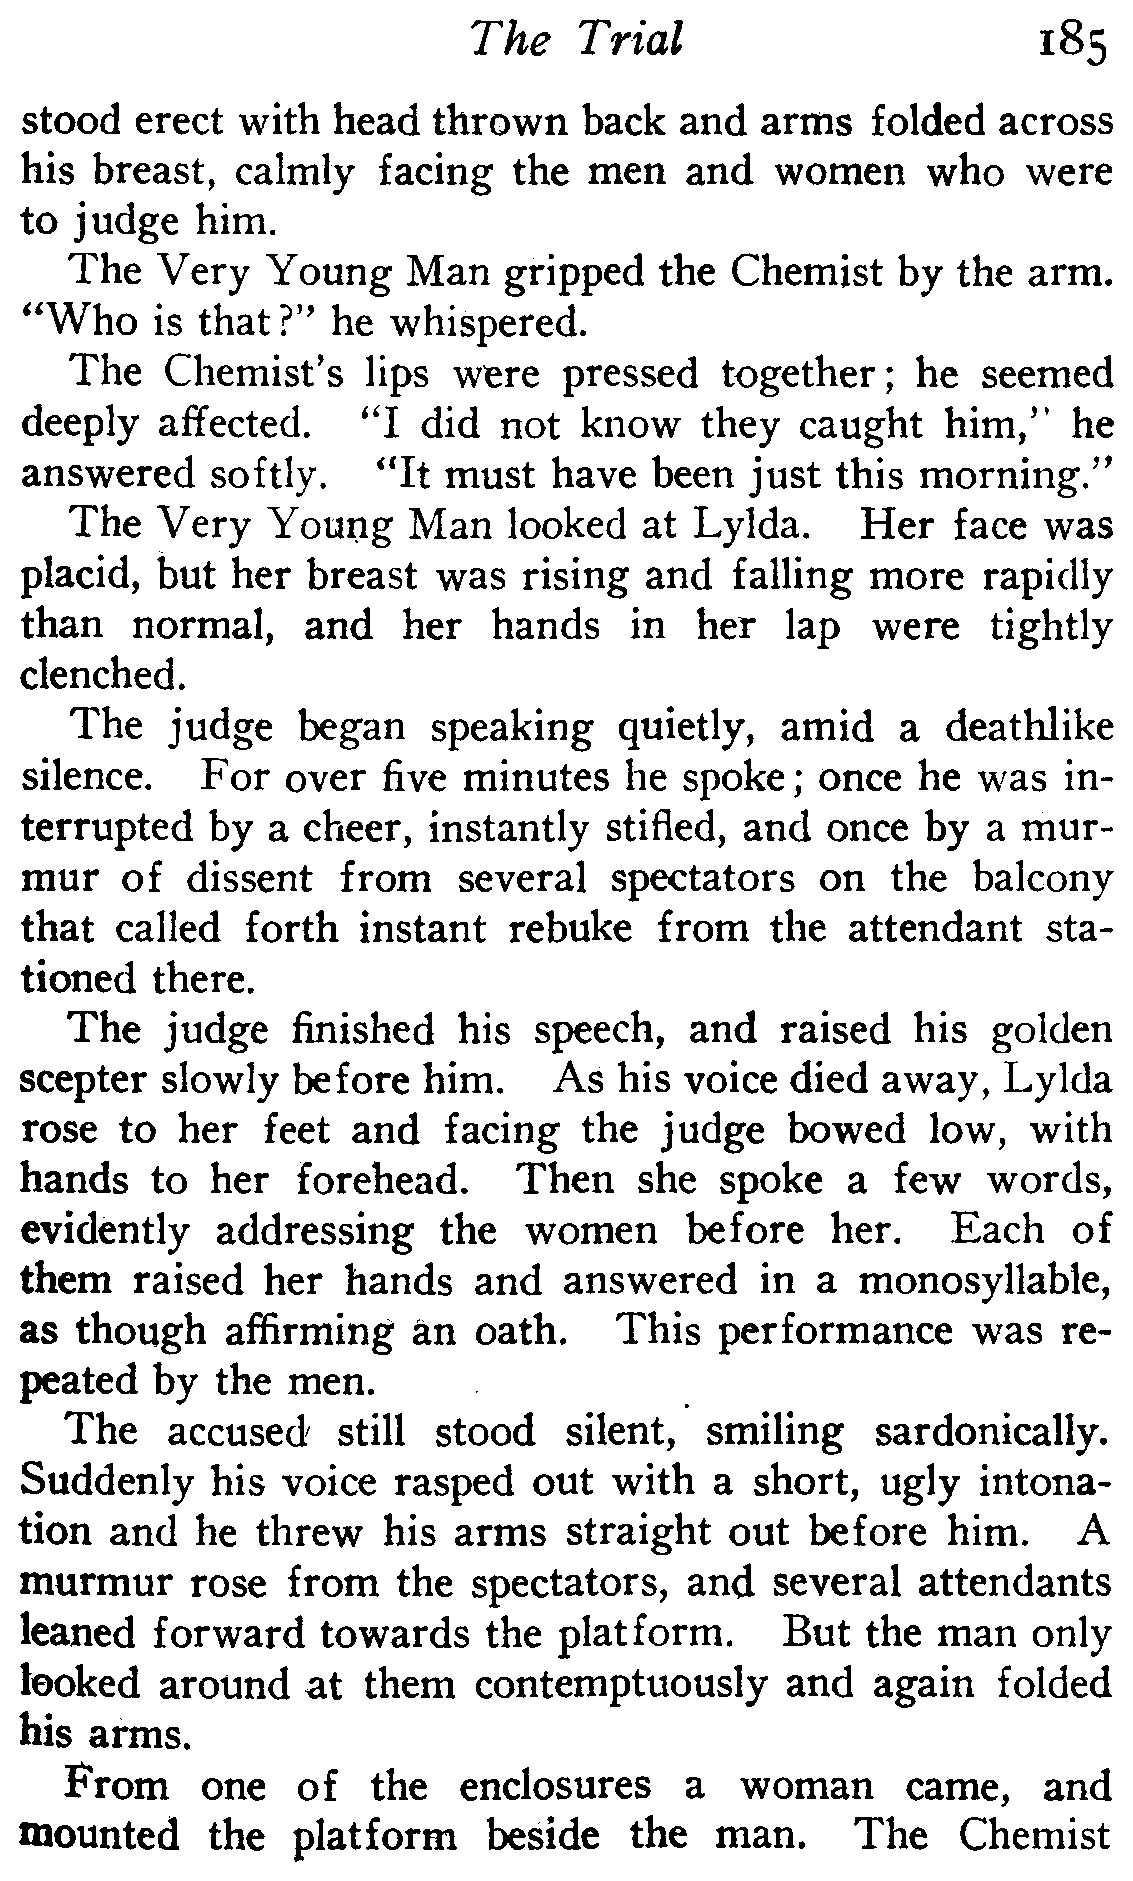 The Trial 185
stood erect with head thrown back and arms folded across
his breast, calmly facing the men and women who were
to judge him.
The Very Young Man gripped the Chemist by the arm.
"Who is that?" he whispered.
The Chemist's lips were pressed together; he seemed
deeply affected. "I did not know they caught him," he
answered softly. "It must have been just this morning."
The Very Young Man looked at Lylda. Her face was
placid, but her breast was rising and falling more rapidly
than normal, and her hands in her lap were tightly
clenched.
The judge began speaking quietly, amid a deathlike
silence. For over five minutes he spoke; once he was in-
terrupted by a cheer, instantly stifled, and once by a mur-
mur of dissent from several spectators on the balcony
that called forth instant rebuke from the attendant sta-
tioned there.
The judge finished his speech, and raised his golden
scepter slowly before him. As his voice died away, Lylda
rose to her feet and facing the judge bowed low, with
hands to her forehead. Then she spoke a few words,
evidently addressing the women before her. Each of
them raised her hands and answered in a monosyllable,
as though affirming an oath. This performance was re-
peated by the men.
The accused still stood silent, smiling sardonically.
Suddenly his voice rasped out with a short, ugly intona-
tion and he threw his arms straight out before him. A
murmur rose from the spectators, and several attendants
leaned forward towards the platform. But the man only
looked around at them contemptuously and again folded
his arms.
From one of the enclosures a woman came, and
mounted the platform beside the man. The Chemist